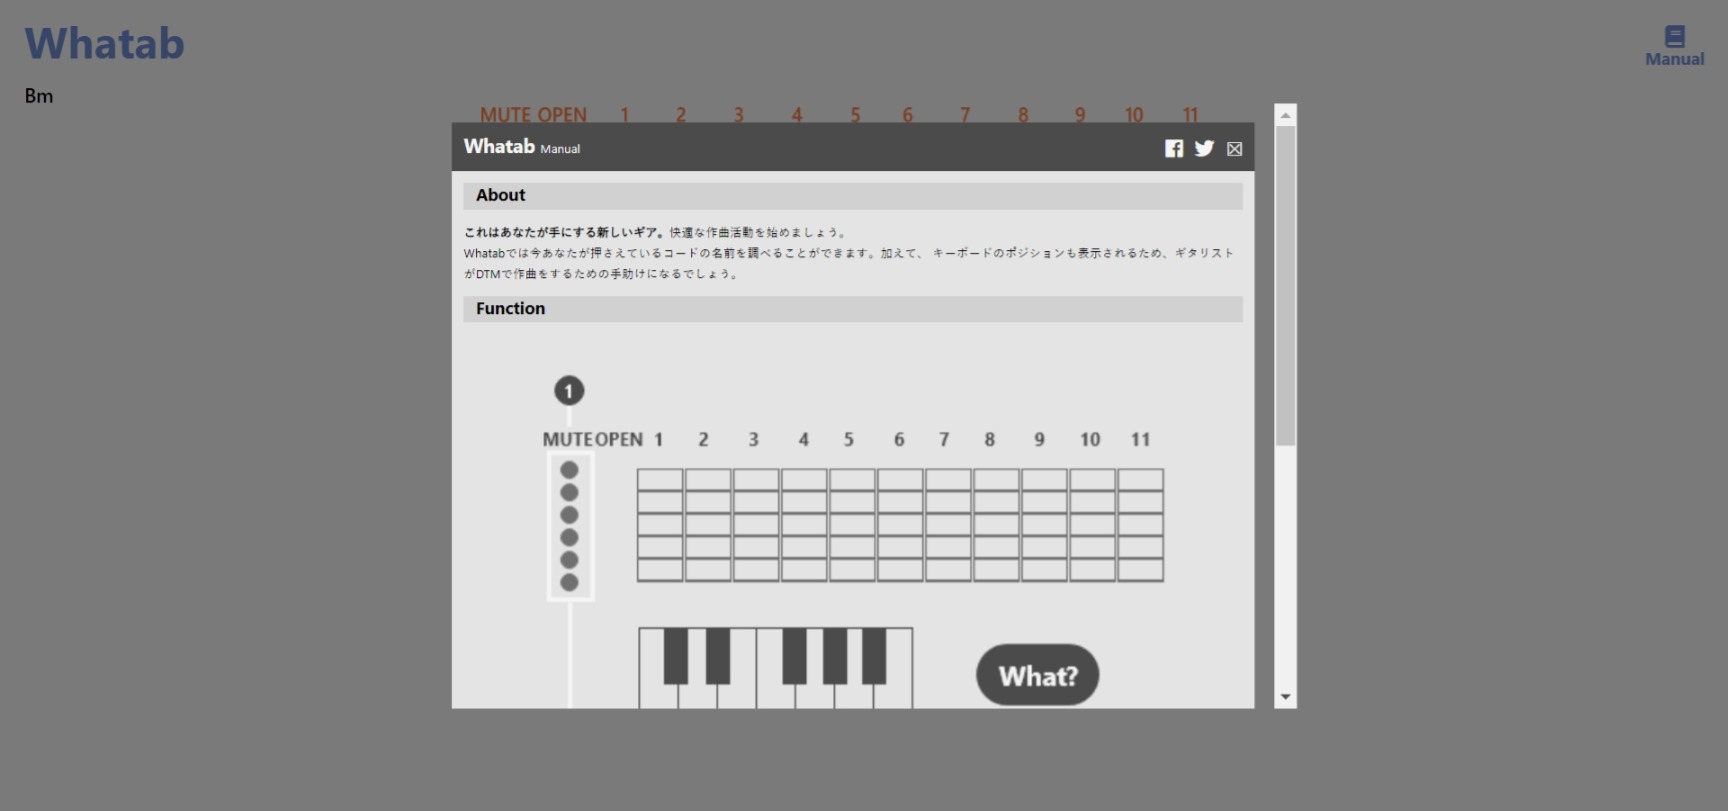 Whatab
Manual
Bm
MUTE OPEN 1 2 3 4 5 6 7 8 9 10 11
Whatab Manual
About
これはあなたが手にする新しいギア。快適な作曲活動を始めましょう。
Whatabでは今あなたが押さえているコードの名前を調べることができます。加えて、 キーボードのポジションも表示されるため、ギタリスト
がDTMで作曲をするための手助けになるでしょう。
Function
1
MUTE OPEN 1 2 3 4 5 6 7 8 9 10 11
What?